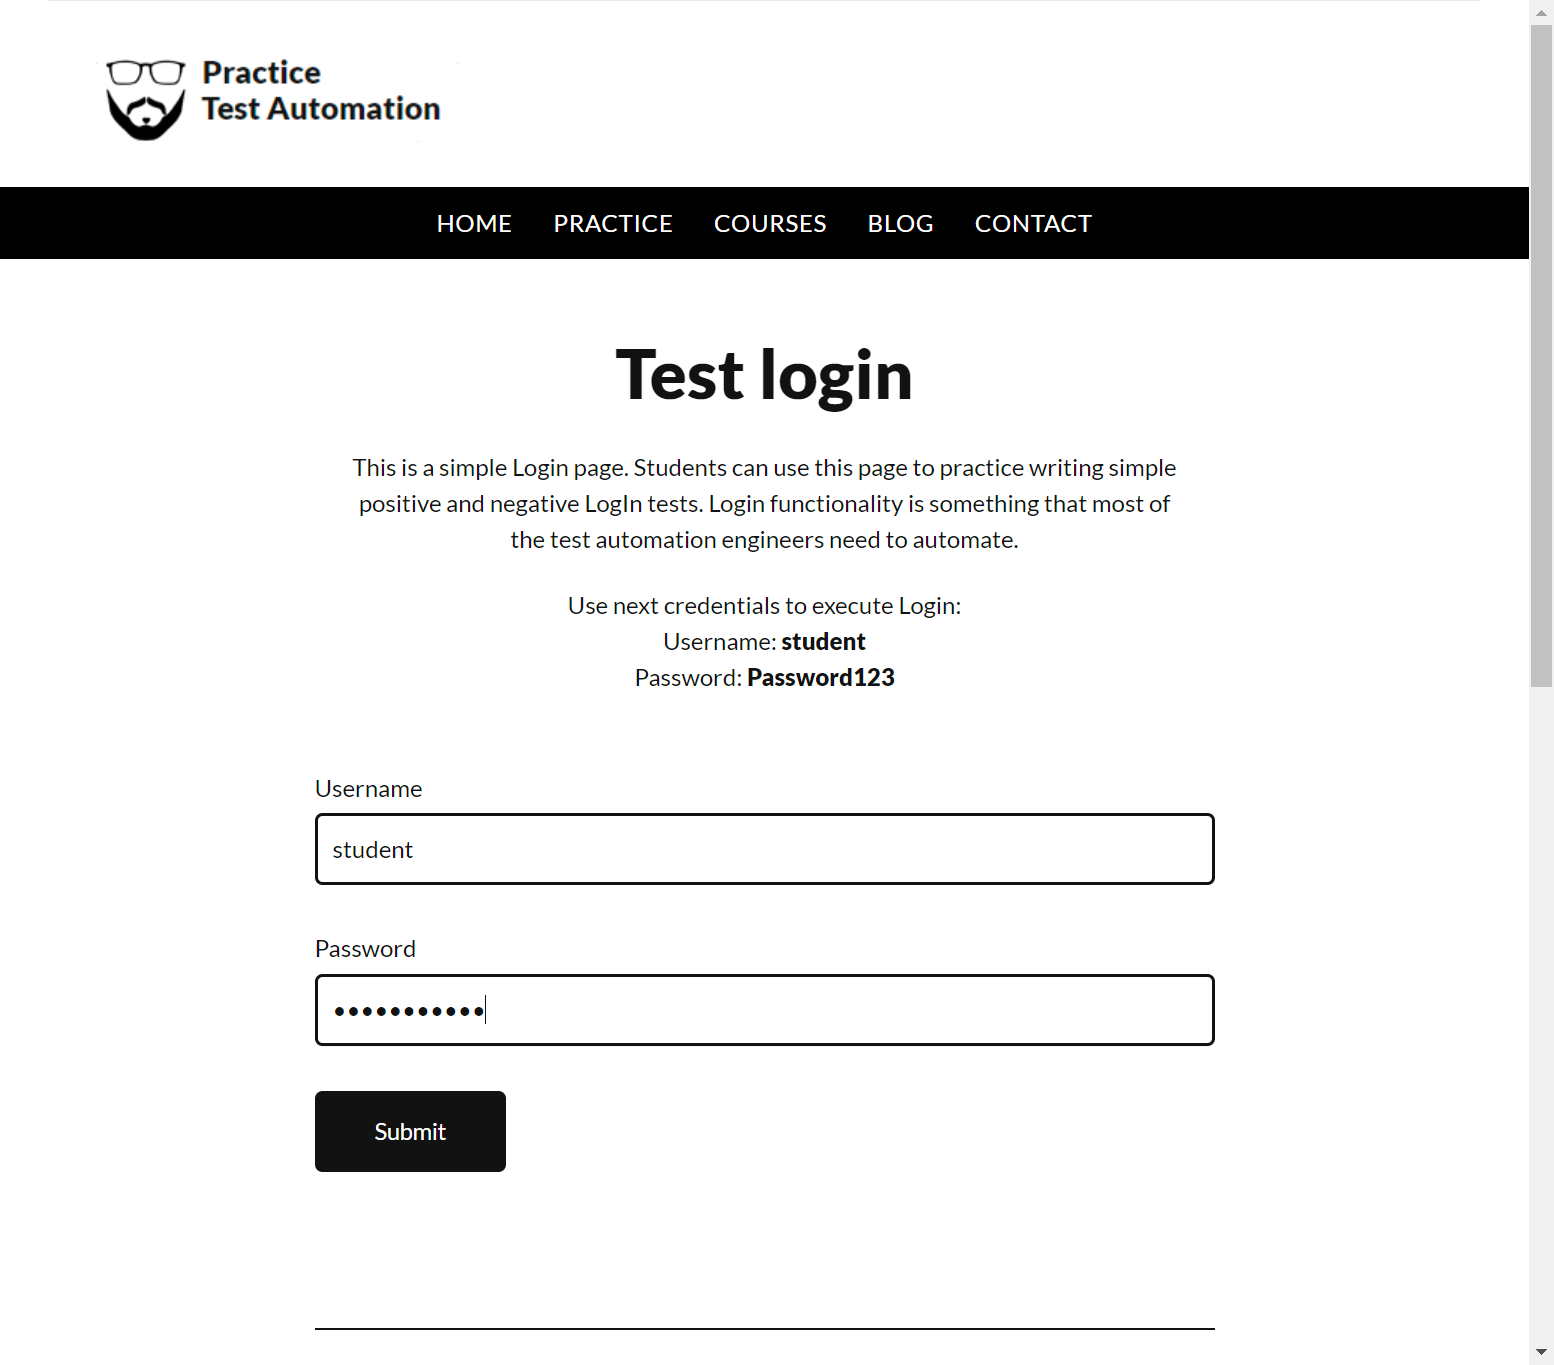 Practice
Test Automation
HOME PRACTICE COURSES BLOG CONTACT
Test login
This is a simple Login page. Students can use this page to practice writing simple
positive and negative LogIn tests. Login functionality is something that most of
the test automation engineers need to automate.
Use next credentials to execute Login:
Username: student
Password: Password123
Username
student
Password
•••••••••••
Submit